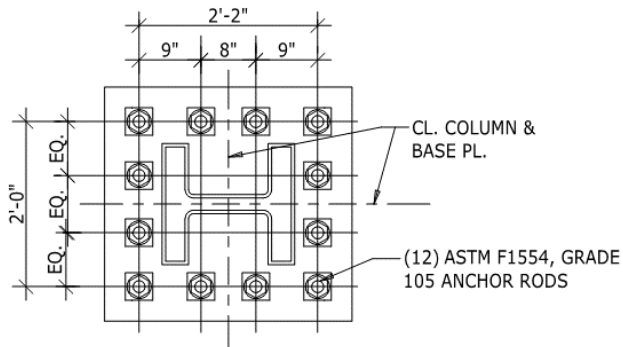 2'-2"
9"
8"
9"
CL. COLUMN &
BASE PL.
EQ.
EQ.
EQ.
2'-0"
(12) ASTM F1554, GRADE
105 ANCHOR RODS